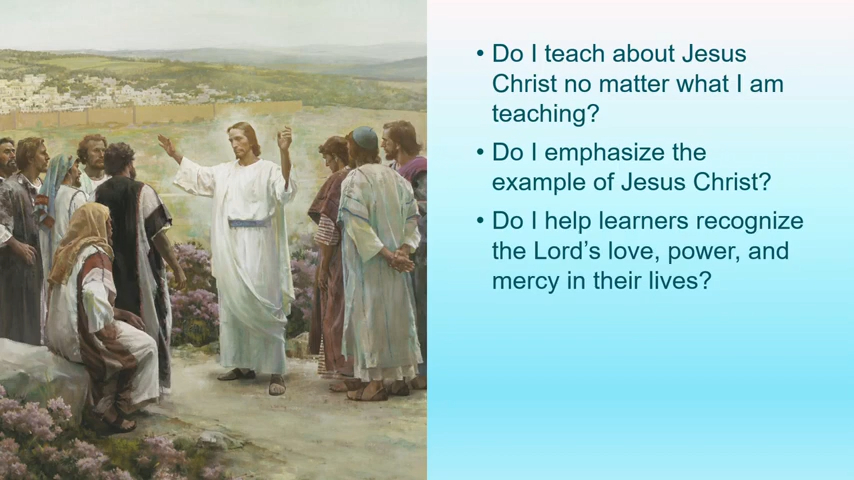 • Do I teach about Jesus
Christ no matter what I am
teaching?
• Do I emphasize the
example of Jesus Christ?
• Do I help learners recognize
the Lord’s love, power, and
mercy in their lives?